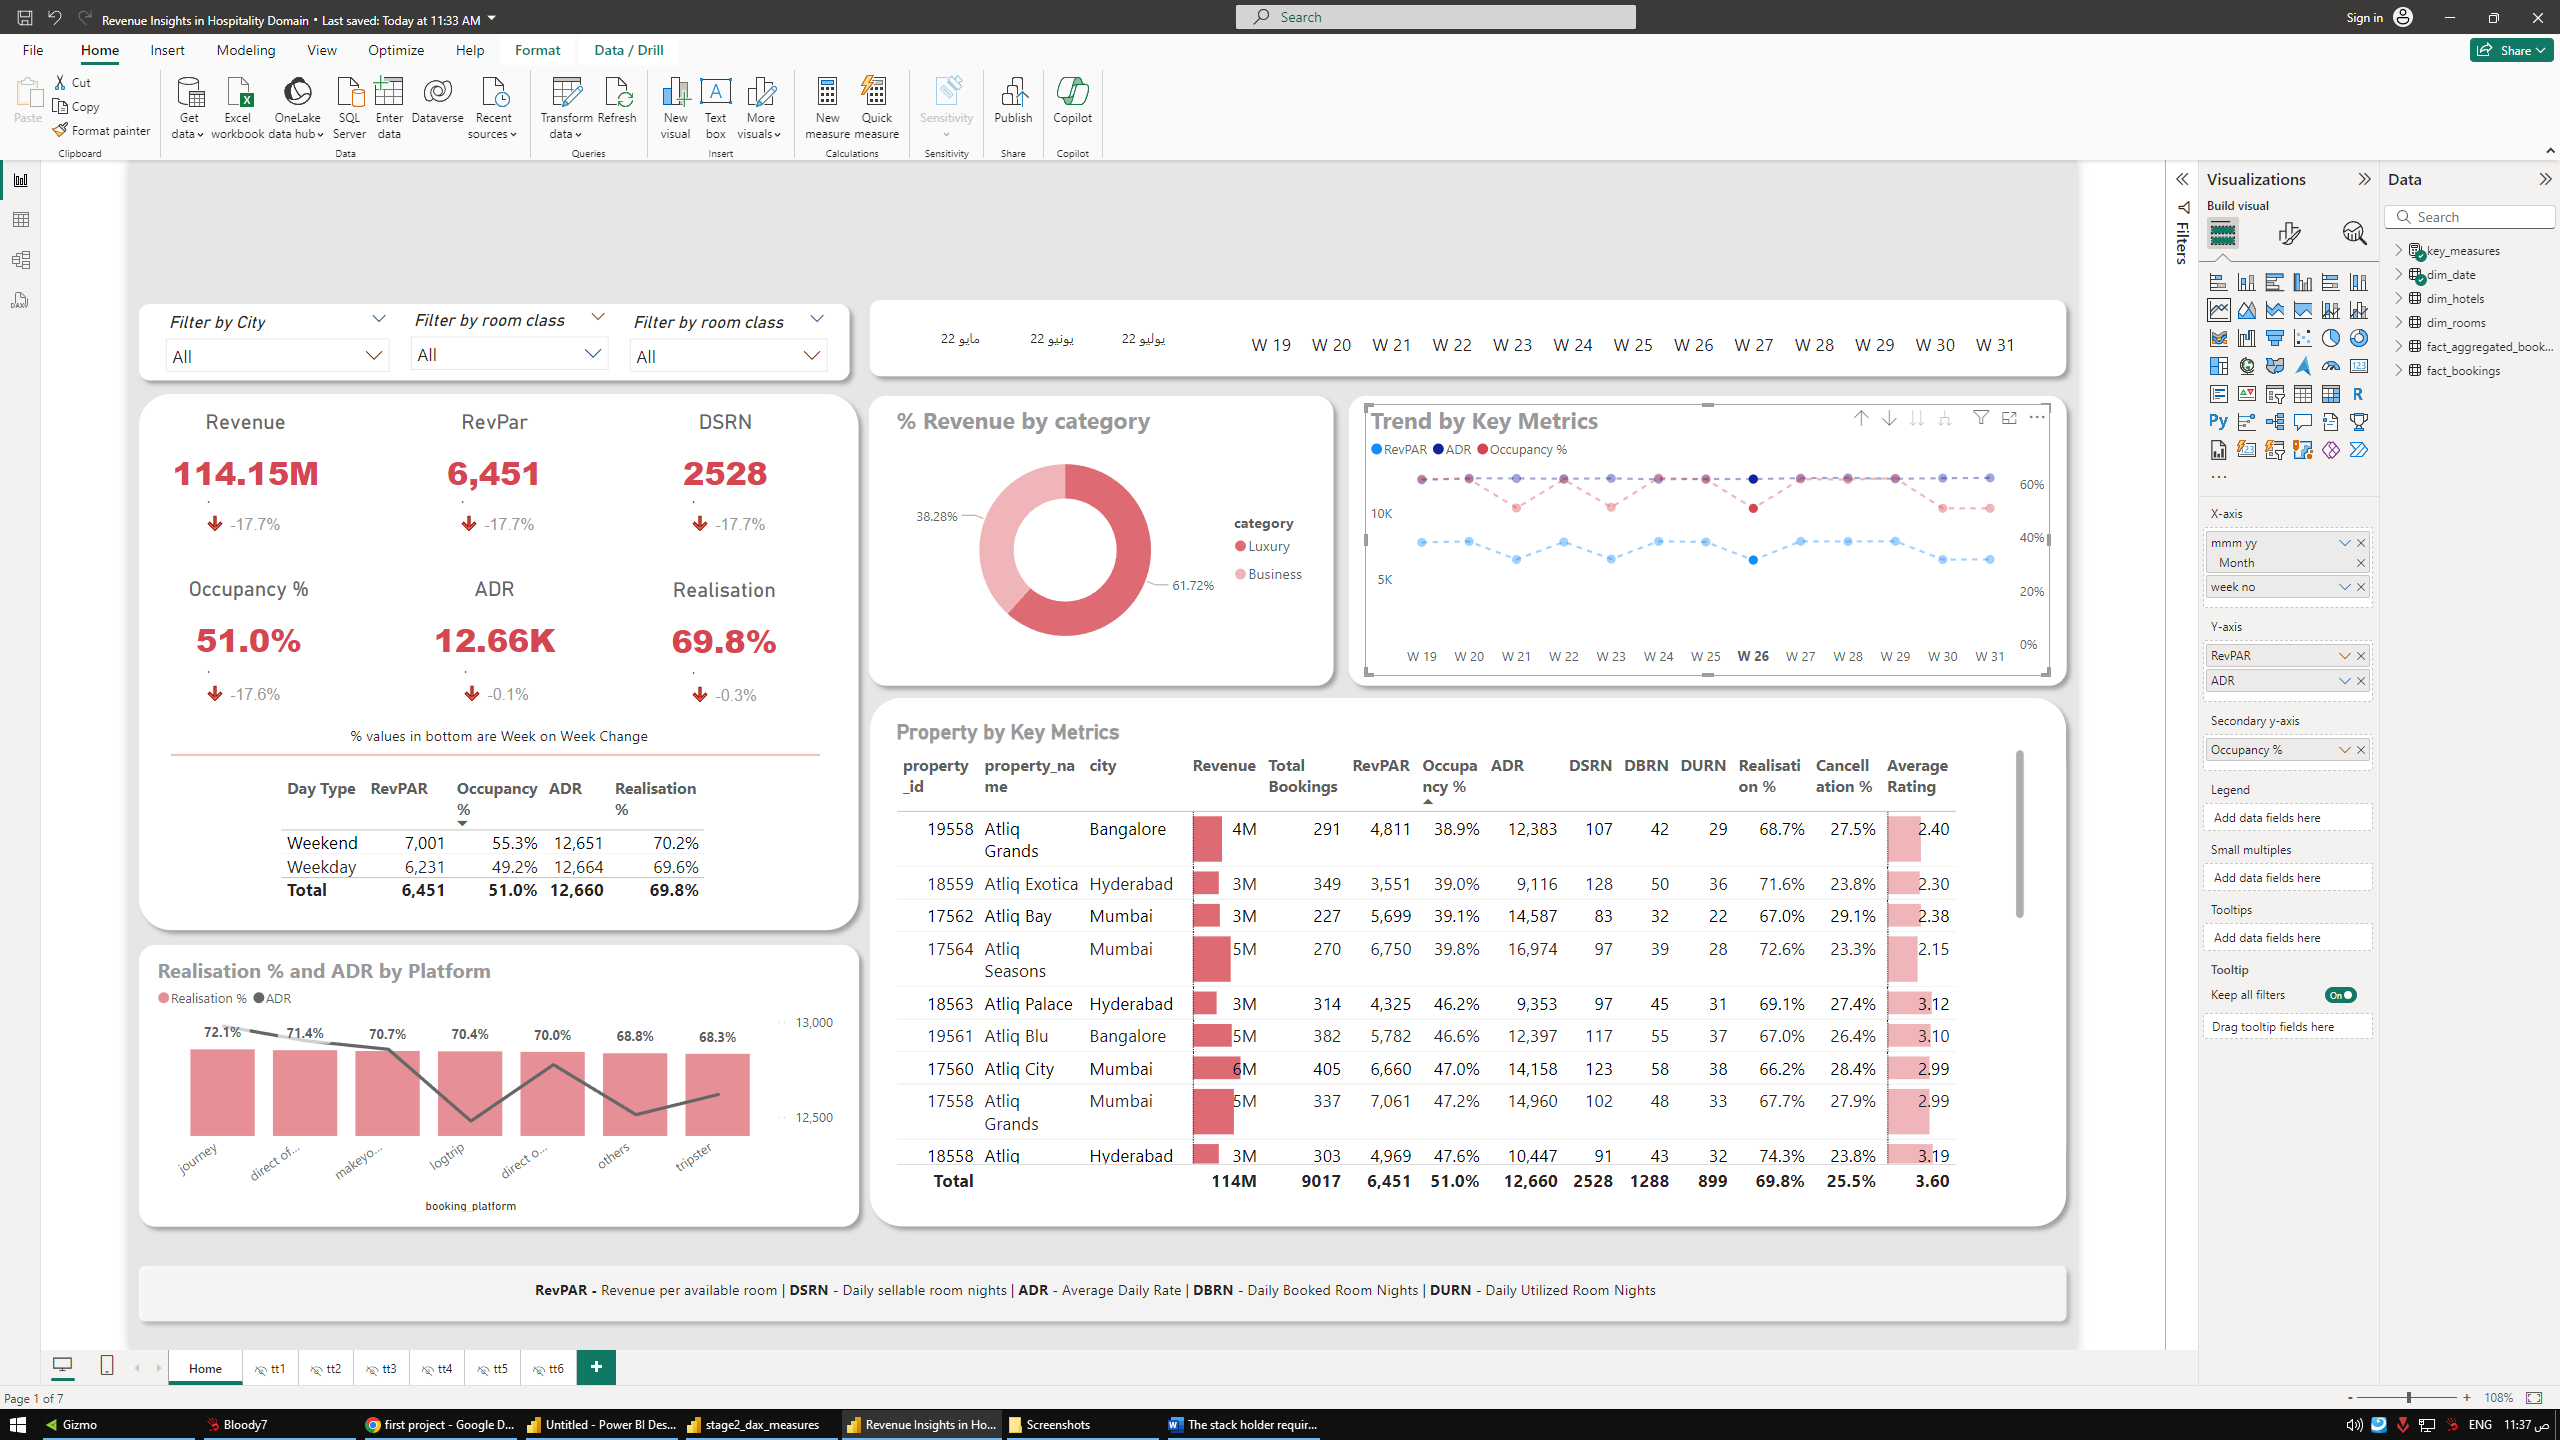 Revenue Insights in Hospitality Domain • Last saved: Today at 11:33 AM
Search
Sign in
File Home Insert Modeling View Optimize Help Format Data / Drill
Share
Paste
Cut
Copy
Format painter
Get data
Excel workbook
OneLake data hub
SQL Server
Enter data
Dataverse
Recent sources
Transform data
Refresh
New visual
Text box
More visuals
New measure
Quick measure
Sensitivity
Publish
Copilot
Clipboard Data Queries Insert Calculations Sensitivity Share Copilot
Filter by City
All
Filter by room class
All
Filter by room class
All
مايو 22
يونيو 22
يوليو 22
W 19 W 20 W 21 W 22 W 23 W 24 W 25 W 26 W 27 W 28 W 29 W 30 W 31
Revenue RevPar DSRN
114.15M 6,451 2528
-17.7% -17.7% -17.7%
Occupancy % ADR Realisation
51.0% 12.66K 69.8%
-17.6% -0.1% -0.3%
% values in bottom are Week on Week Change
Day Type RevPAR Occupancy % ADR Realisation %
Weekend 7,001 55.3% 12,651 70.2%
Weekday 6,231 49.2% 12,664 69.6%
Total 6,451 51.0% 12,660 69.8%
Realisation % and ADR by Platform
Realisation % ADR
72.1% 71.4% 70.7% 70.4% 70.0% 68.8% 68.3%
13,000
12,500
journey direct of... makeyo... logtrip direct o... others tripster
booking_platform
% Revenue by category
38.28%
61.72%
category
Luxury
Business
Trend by Key Metrics
RevPAR ADR Occupancy %
10K
5K
60%
40%
20%
0%
W 19 W 20 W 21 W 22 W 23 W 24 W 25 W 26 W 27 W 28 W 29 W 30 W 31
Property by Key Metrics
property_id property_name city Revenue Total Bookings RevPAR Occupancy % ADR DSRN DBRN DURN Realisation % Cancellation % Average Rating
19558 Atliq Grands Bangalore 4M 291 4,811 38.9% 12,383 107 42 29 68.7% 27.5% 2.40
18559 Atliq Exotica Hyderabad 3M 349 3,551 39.0% 9,116 128 50 36 71.6% 23.8% 2.30
17562 Atliq Bay Mumbai 3M 227 5,699 39.1% 14,587 83 32 22 67.0% 29.1% 2.38
17564 Atliq Seasons Mumbai 5M 270 6,750 39.8% 16,974 97 39 28 72.6% 23.3% 2.15
18563 Atliq Palace Hyderabad 3M 314 4,325 46.2% 9,353 97 45 31 69.1% 27.4% 3.12
19561 Atliq Blu Bangalore 5M 382 5,782 46.6% 12,397 117 55 37 67.0% 26.4% 3.10
17560 Atliq City Mumbai 6M 405 6,660 47.0% 14,158 123 58 38 66.2% 28.4% 2.99
17558 Atliq Grands Mumbai 5M 337 7,061 47.2% 14,960 102 48 33 67.7% 27.9% 2.99
18558 Atliq Hyderabad 3M 303 4,969 47.6% 10,447 91 43 32 74.3% 23.8% 3.19
Total 114M 9017 6,451 51.0% 12,660 2528 1288 899 69.8% 25.5% 3.60
RevPAR - Revenue per available room | DSRN - Daily sellable room nights | ADR - Average Daily Rate | DBRN - Daily Booked Room Nights | DURN - Daily Utilized Room Nights
Filters
Visualizations
Build visual
X-axis
mmm yy
Month
week no
Y-axis
RevPAR
ADR
Secondary y-axis
Occupancy %
Legend
Add data fields here
Small multiples
Add data fields here
Tooltips
Add data fields here
Tooltip
Keep all filters On
Drag tooltip fields here
Data
Search
key_measures
dim_date
dim_hotels
dim_rooms
fact_aggregated_book...
fact_bookings
Home tt1 tt2 tt3 tt4 tt5 tt6 +
Page 1 of 7
- + 108%
Gizmo
Bloody7
first project - Google D...
Untitled - Power BI Des...
stage2_dax_measures
Revenue Insights in Ho...
Screenshots
The stack holder requir...
ENG
11:37 ص